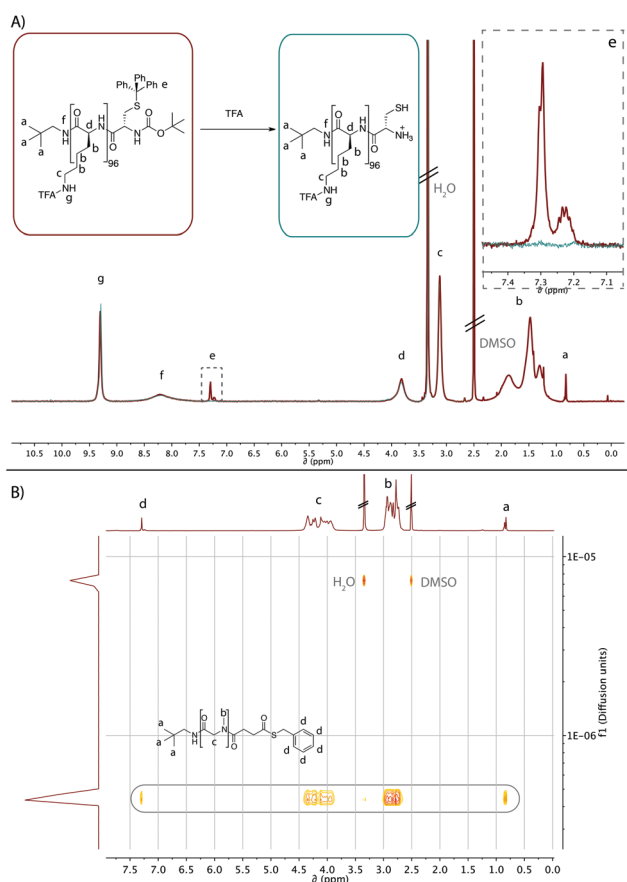 A)
Ph Ph
Ph e
S
a
a
a
f
N
H
O
d
H
N
O
b
b
c b
96
N
H
O
O
TFA
NH
g
TFA
a
a
a
f
N
H
O
d
H
N
O
b
b
c b
96
SH
+
NH3
TFA
NH
g
e
7.4 7.3 7.2 7.1
∂ (ppm)
H2O
DMSO
g
f
e
d
c
b
a
10.5 10.0 9.5 9.0 8.5 8.0 7.5 7.0 6.5 6.0 5.5 5.0 4.5 4.0 3.5 3.0 2.5 2.0 1.5 1.0 0.5 0.0
∂ (ppm)
B)
d
c
b
a
H2O
DMSO
1E-05
1E-06
f1 (Diffusion units)
a
a
a
N
H
O
c
b
N
O
O
S
d
d
d
d
d
7.5 7.0 6.5 6.0 5.5 5.0 4.5 4.0 3.5 3.0 2.5 2.0 1.5 1.0 0.5 0.0
∂ (ppm)